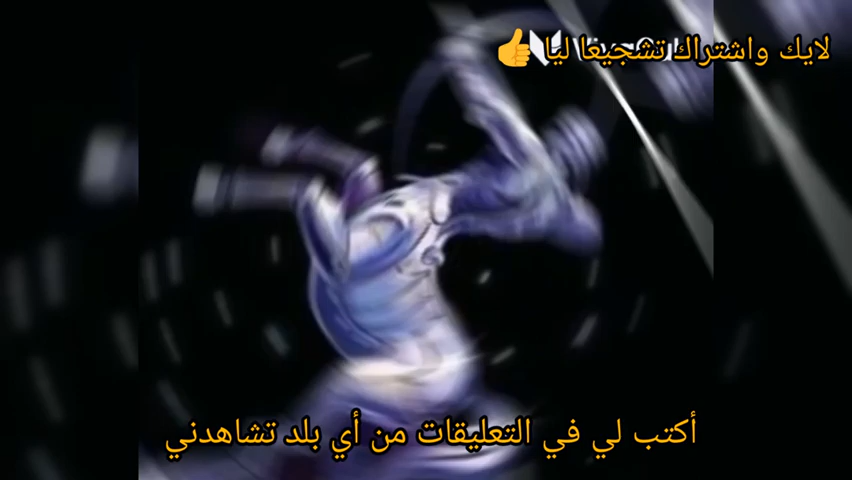 لايك واشتراك تشجيعا ليا 👍
أكتب لي في التعليقات من أي بلد تشاهدني